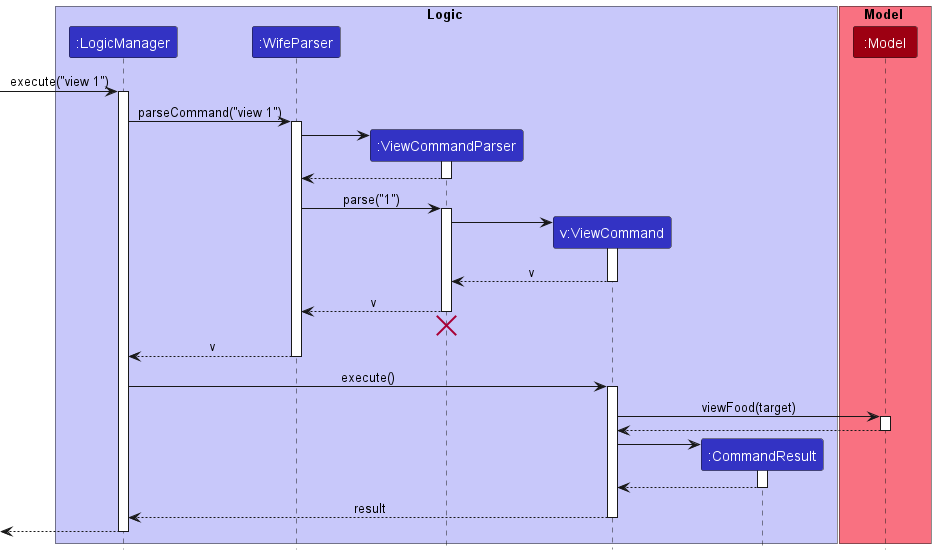 Logic
Model
:LogicManager
:WifeParser
:Model
execute("view 1")
parseCommand("view 1")
:ViewCommandParser
parse("1")
v:ViewCommand
v
v
v
execute()
viewFood(target)
:CommandResult
result